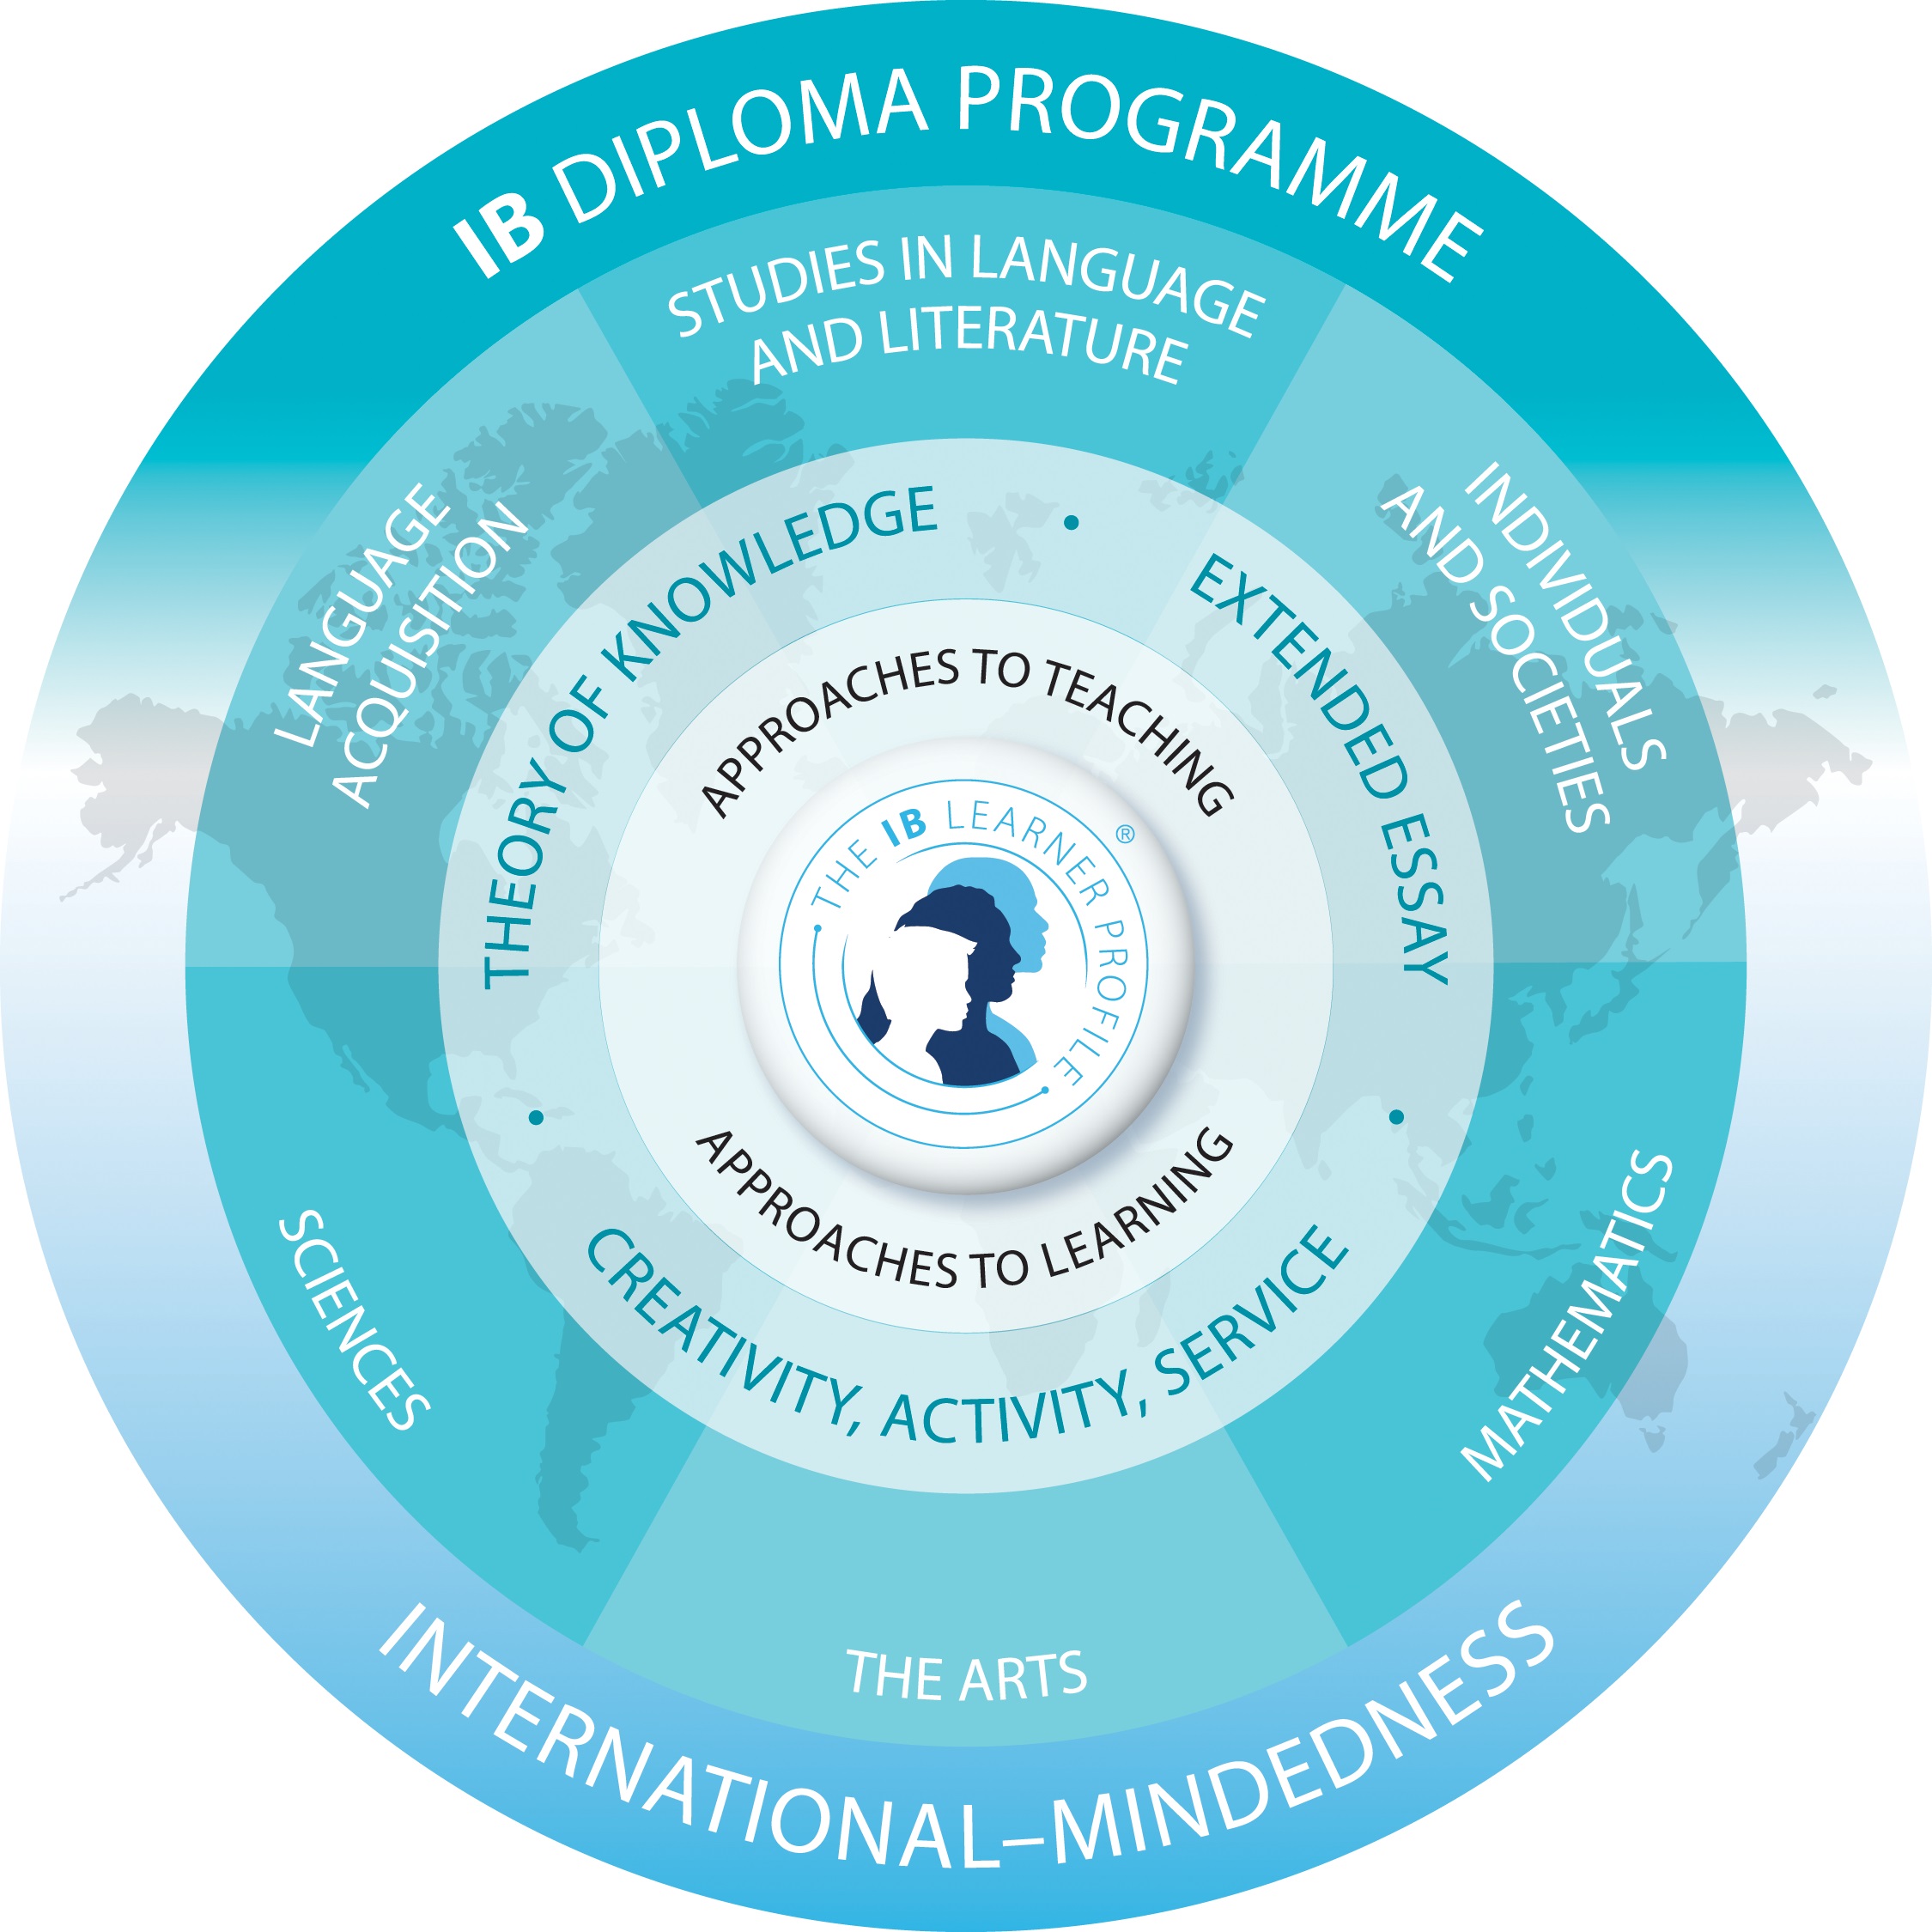 IB DIPLOMA PROGRAMME
STUDIES IN LANGUAGE
AND LITERATURE
LANGUAGE
ACQUISITION
INDIVIDUALS
AND SOCIETIES
THEORY OF KNOWLEDGE
EXTENDED ESSAY
APPROACHES TO TEACHING
THE IB LEARNER PROFILE ®
APPROACHES TO LEARNING
CREATIVITY, ACTIVITY, SERVICE
SCIENCES
MATHEMATICS
THE ARTS
INTERNATIONAL–MINDEDNESS